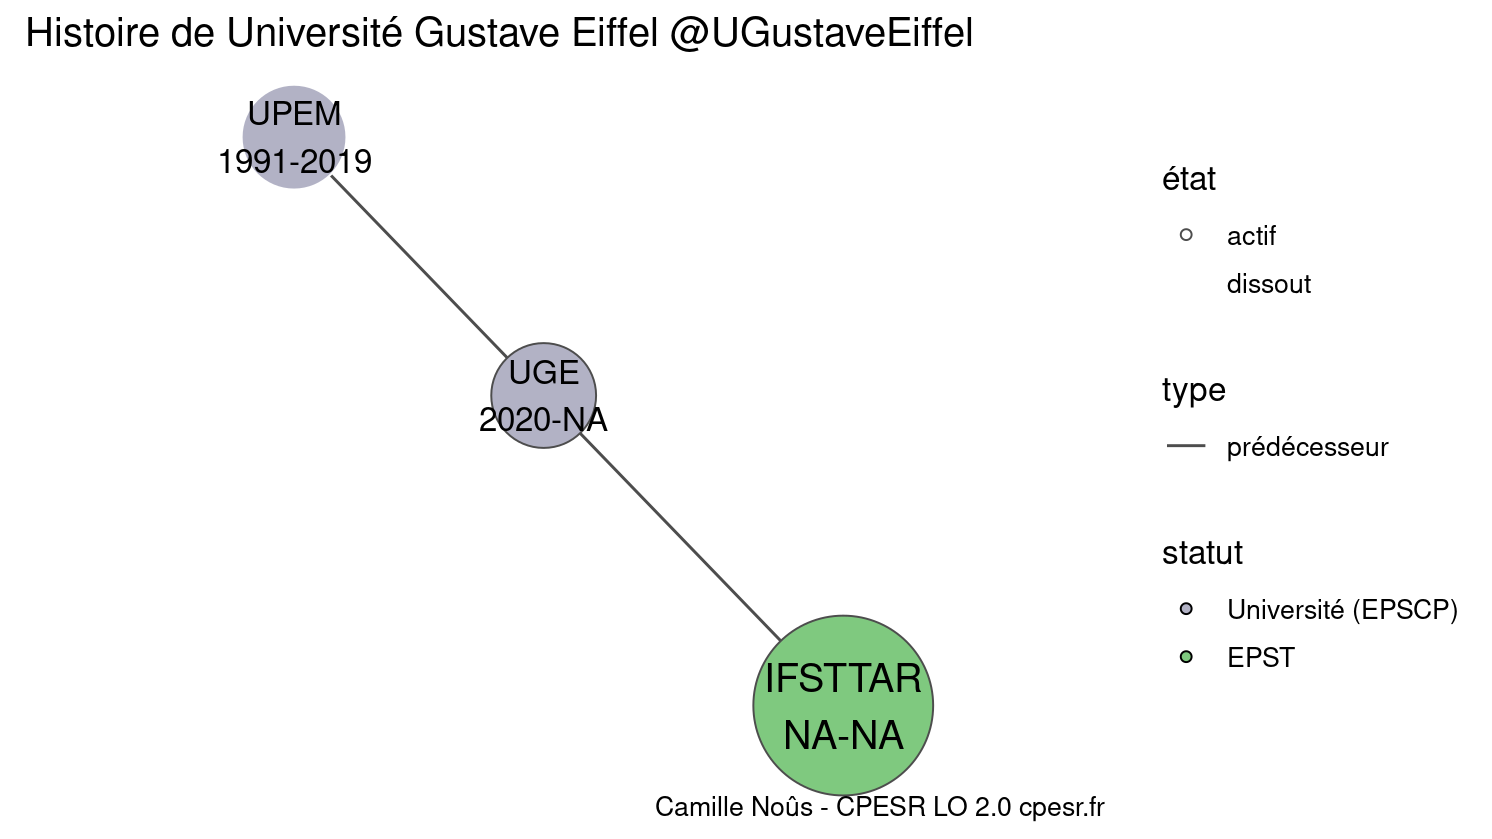 Histoire de Université Gustave Eiffel @UGustaveEiffel
UPEM
1991-2019
UGE
2020-NA
IFSTTAR
NA-NA
état
actif
dissout
type
prédécesseur
statut
Université (EPSCP)
EPST
Camille Noûs - CPESR LO 2.0 cpesr.fr